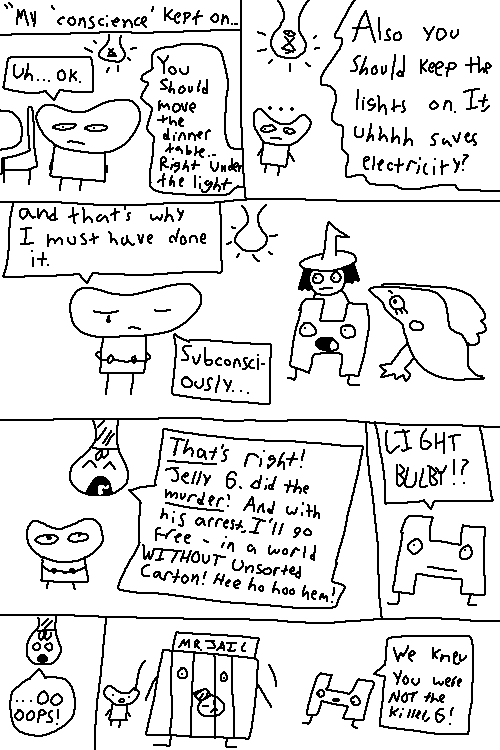 "MY 'conscience' kept on...
Uh... OK.
You
should
move
the
dinner
table..
Right under
the light
...
Also you
should keep the
lights on. It,
uhhhh saves
electricity?
and that's why
I must have done
it.
Subconsci-
ously...
That's right!
Jelly G. did the
murder! And with
his arrest, I'll go
free - in a world
WITHOUT Unsorted
Carton! Hee ho hoo hem!
LIGHT
BULBY!?
...OO
OOPS!
MR JAIL
We knew
you were
NOT the
killer, G!